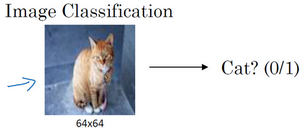 Image Classification
Cat? (0/1)
64x64